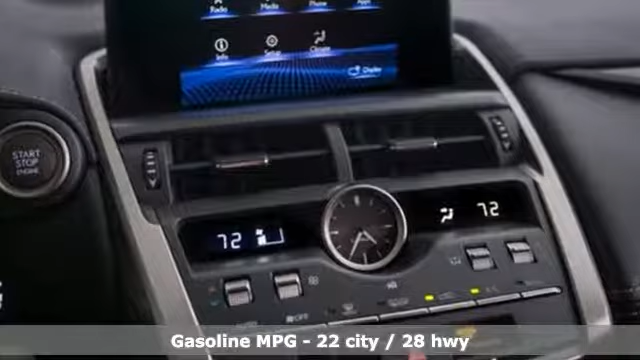 Radio Media Phone Apps
Info Setup Climate
Display
START
STOP
ENGINE
72 72
OFF
Gasoline MPG - 22 city / 28 hwy